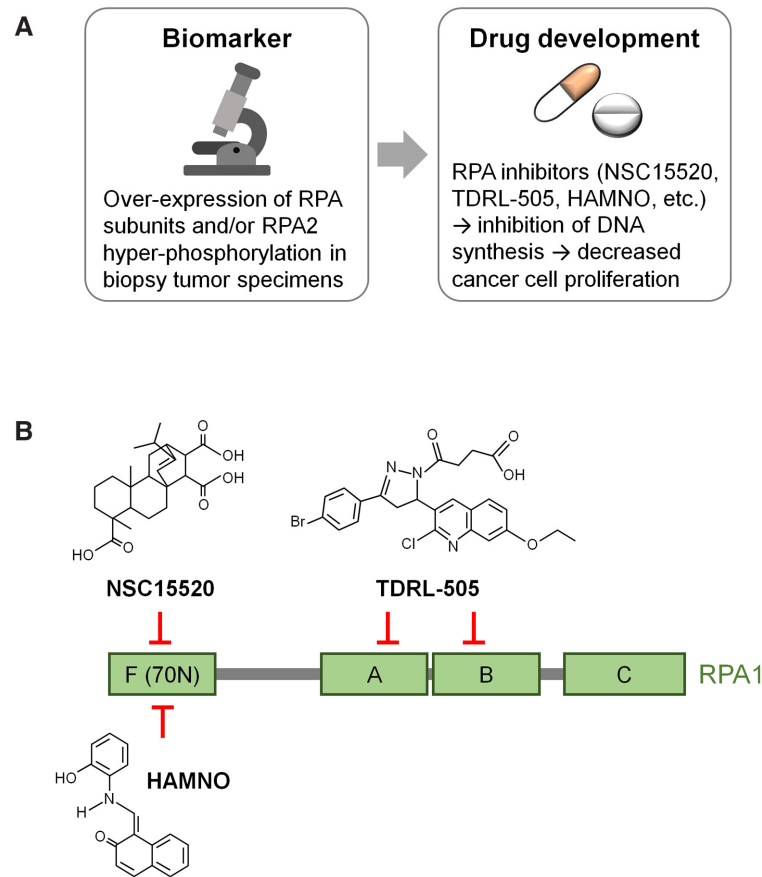 A
Biomarker
Over-expression of RPA
subunits and/or RPA2
hyper-phosphorylation in
biopsy tumor specimens
Drug development
RPA inhibitors (NSC15520,
TDRL-505, HAMNO, etc.)
→ inhibition of DNA
synthesis → decreased
cancer cell proliferation
B
O
OH
OH
O
HO
O
NSC15520
O
O
OH
N
N
Br
Cl
N
O
TDRL-505
F (70N)
A
B
C
RPA1
HO
N
H
O
HAMNO